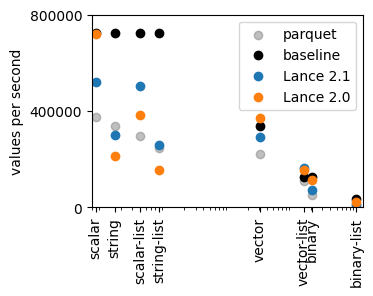 800000
400000
0
values per second
parquet
baseline
Lance 2.1
Lance 2.0
scalar
string
scalar-list
string-list
vector
vector-list
binary
binary-list